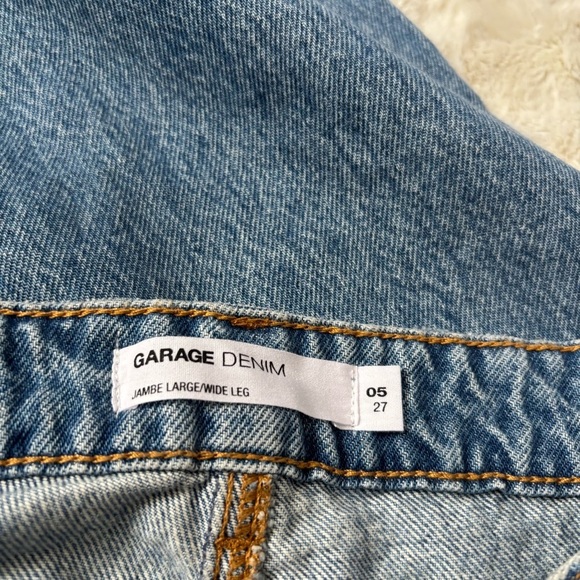 GARAGE DENIM
JAMBE LARGE/WIDE LEG
05
27